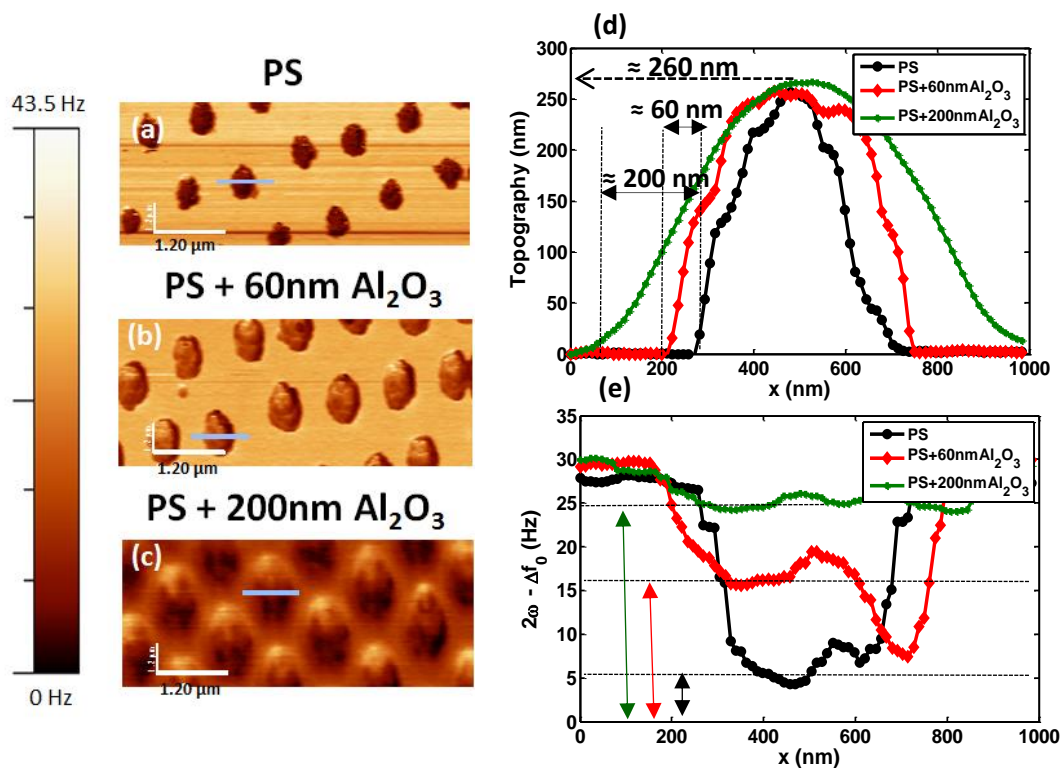 PS
43.5 Hz
(a)
1.20 µm
PS + 60nm Al₂O₃
(b)
1.20 µm
PS + 200nm Al₂O₃
(c)
1.20 µm
0 Hz
(d)
300
250
200
150
100
50
0
Topography (nm)
≈ 260 nm
≈ 60 nm
≈ 200 nm
PS
PS+60nmAl₂O₃
PS+200nmAl₂O₃
0 200 400 600 800 1000
x (nm)
(e)
35
30
25
20
15
10
5
0
2ω - Δf₀ (Hz)
PS
PS+60nmAl₂O₃
PS+200nmAl₂O₃
0 200 400 600 800 1000
x (nm)